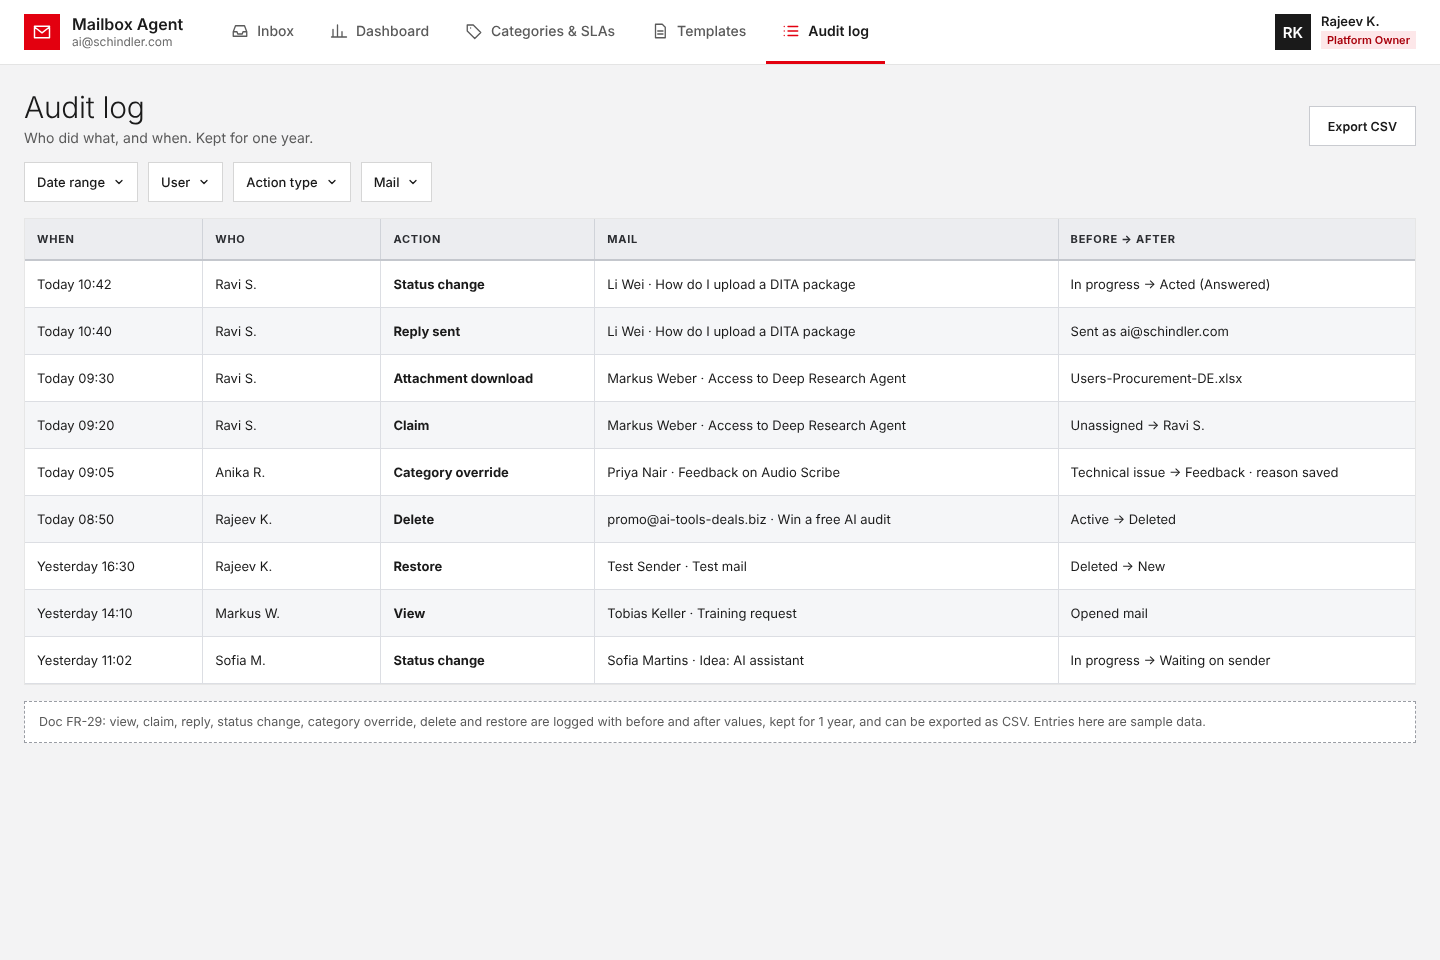 Mailbox Agent
ai@schindler.com
Inbox
Dashboard
Categories & SLAs
Templates
Audit log
RK
Rajeev K.
Platform Owner
Audit log
Who did what, and when. Kept for one year.
Export CSV
Date range
User
Action type
Mail
WHEN WHO ACTION MAIL BEFORE → AFTER
Today 10:42 Ravi S. Status change Li Wei · How do I upload a DITA package In progress → Acted (Answered)
Today 10:40 Ravi S. Reply sent Li Wei · How do I upload a DITA package Sent as ai@schindler.com
Today 09:30 Ravi S. Attachment download Markus Weber · Access to Deep Research Agent Users-Procurement-DE.xlsx
Today 09:20 Ravi S. Claim Markus Weber · Access to Deep Research Agent Unassigned → Ravi S.
Today 09:05 Anika R. Category override Priya Nair · Feedback on Audio Scribe Technical issue → Feedback · reason saved
Today 08:50 Rajeev K. Delete promo@ai-tools-deals.biz · Win a free AI audit Active → Deleted
Yesterday 16:30 Rajeev K. Restore Test Sender · Test mail Deleted → New
Yesterday 14:10 Markus W. View Tobias Keller · Training request Opened mail
Yesterday 11:02 Sofia M. Status change Sofia Martins · Idea: AI assistant In progress → Waiting on sender
Doc FR-29: view, claim, reply, status change, category override, delete and restore are logged with before and after values, kept for 1 year, and can be exported as CSV. Entries here are sample data.